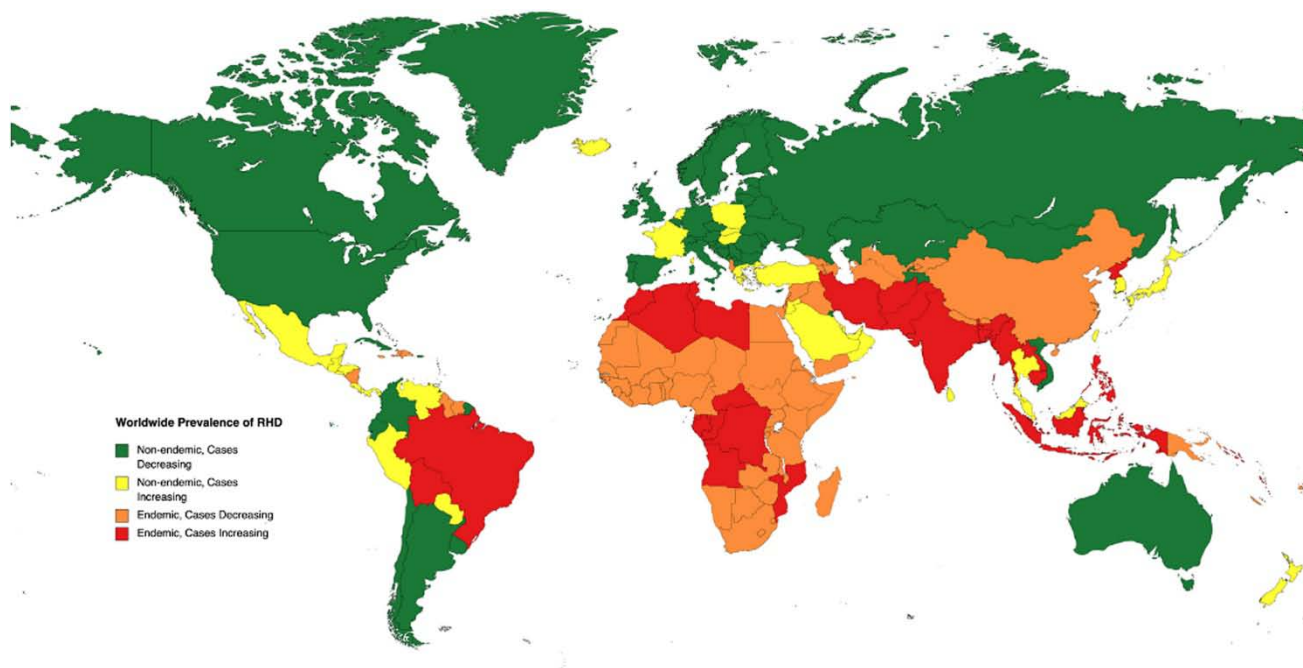 Worldwide Prevalence of RHD
Non-endemic, Cases
Decreasing
Non-endemic, Cases
Increasing
Endemic, Cases Decreasing
Endemic, Cases Increasing